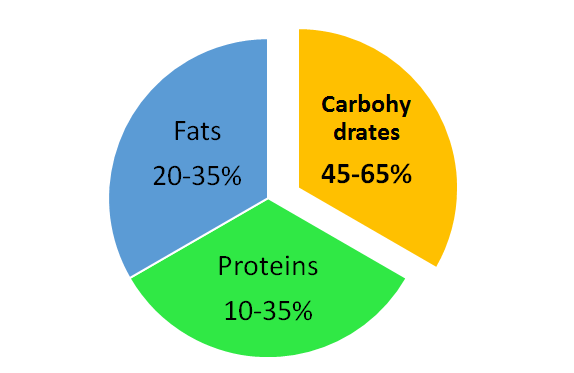 Fats
20-35%
Carbohy
drates
45-65%
Proteins
10-35%